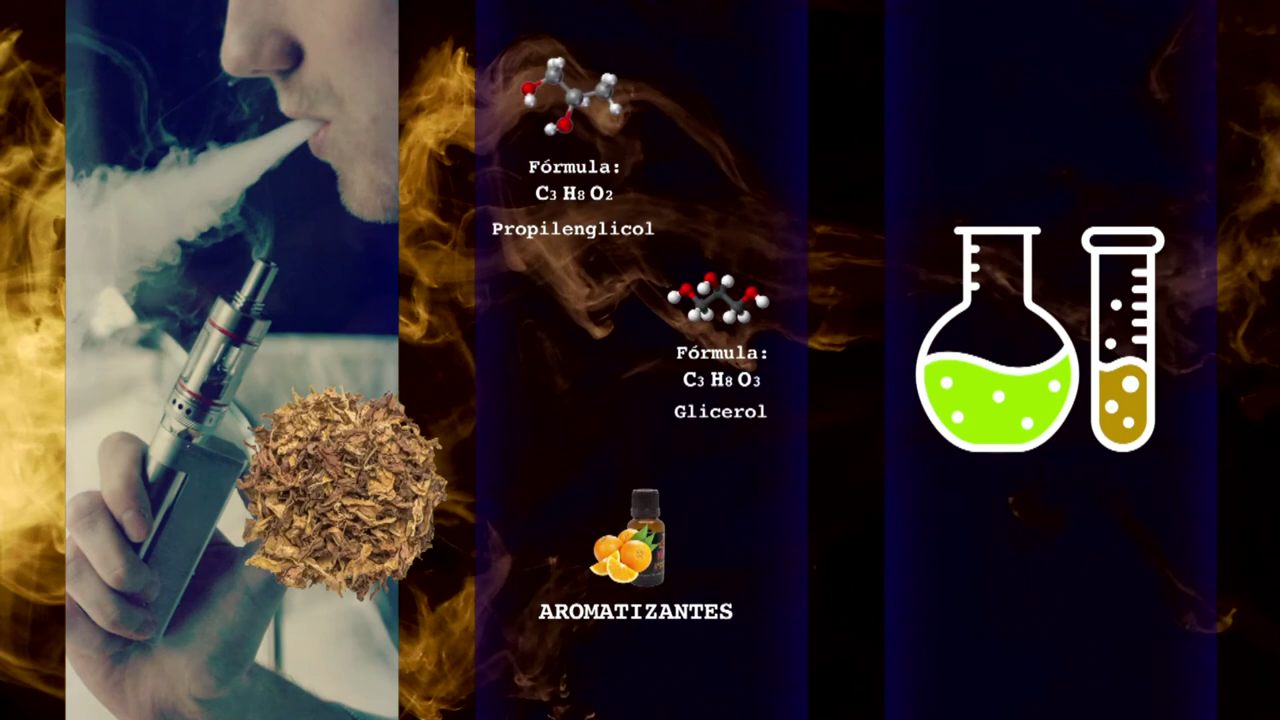 Fórmula:
C3 H8 O2
Propilenglicol
Fórmula:
C3 H8 O3
Glicerol
AROMATIZANTES